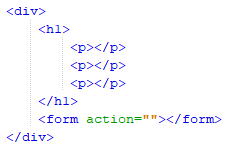 <div>
    <h1>
        <p></p>
        <p></p>
        <p></p>
    </h1>
    <form action=""></form>
</div>